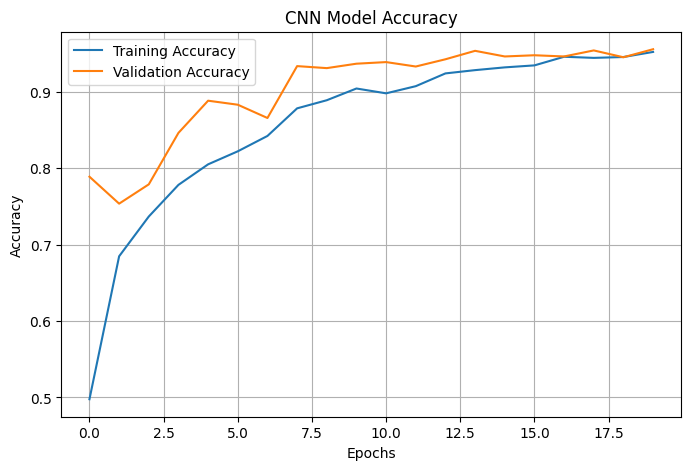 CNN Model Accuracy
Training Accuracy
Validation Accuracy
Accuracy
0.9
0.8
0.7
0.6
0.5
0.0 2.5 5.0 7.5 10.0 12.5 15.0 17.5
Epochs